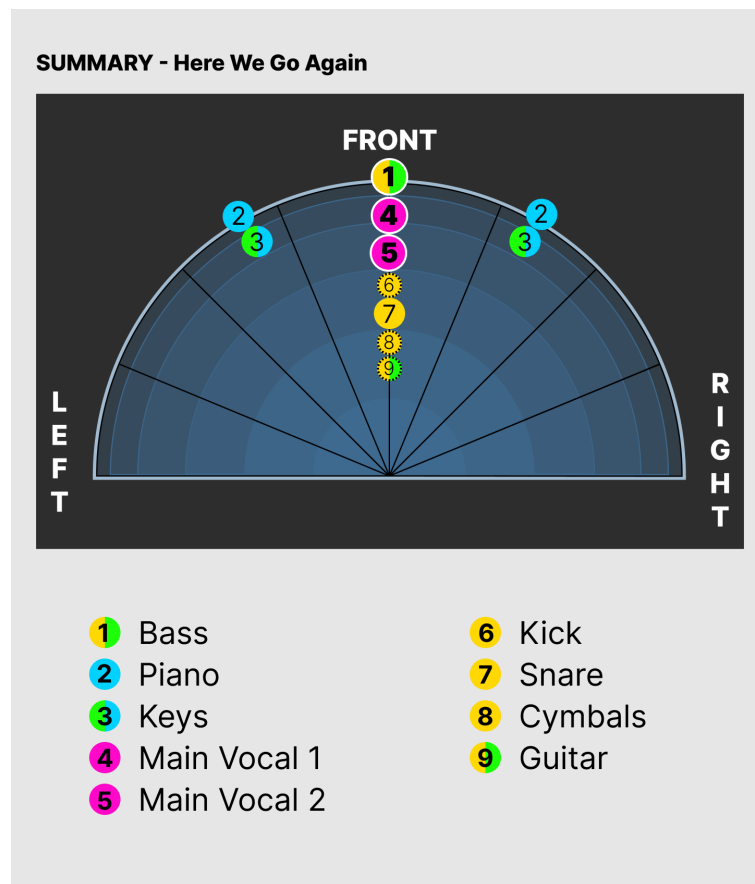 SUMMARY - Here We Go Again
FRONT
1
2 4 2
3 5 3
6
7
8
9
LEFT
RIGHT
1 Bass
2 Piano
3 Keys
4 Main Vocal 1
5 Main Vocal 2
6 Kick
7 Snare
8 Cymbals
9 Guitar